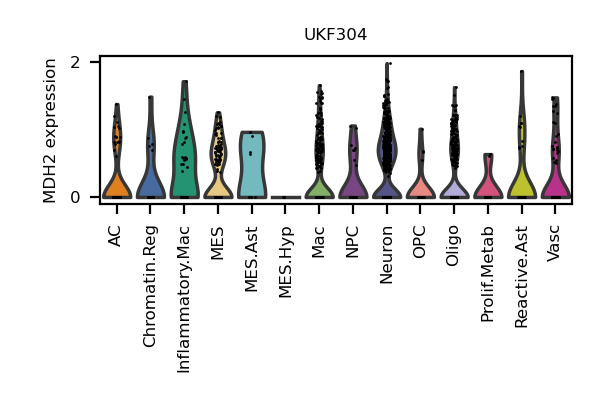 UKF304
MDH2 expression
2
0
AC
Chromatin.Reg
Inflammatory.Mac
MES
MES.Ast
MES.Hyp
Mac
NPC
Neuron
OPC
Oligo
Prolif.Metab
Reactive.Ast
Vasc